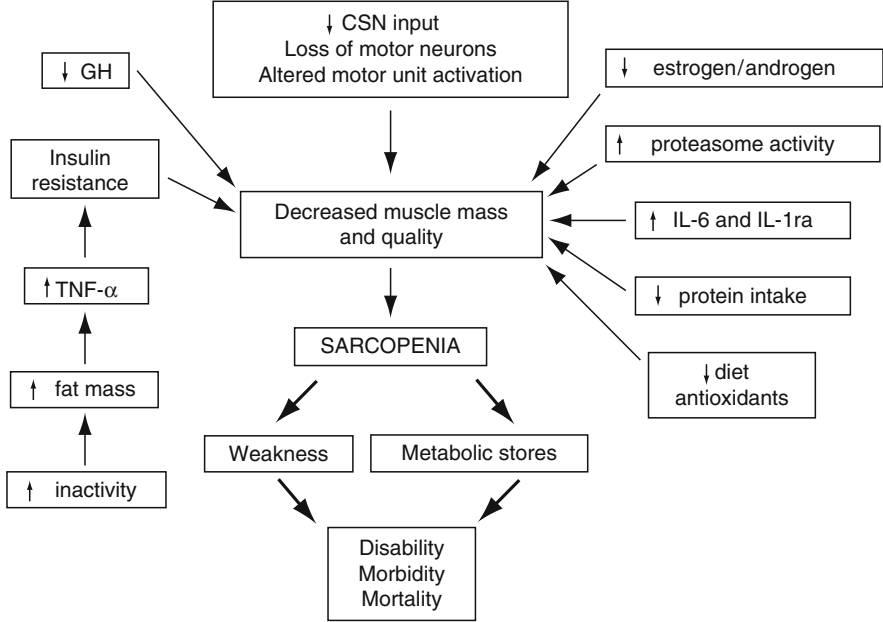 ↓ CSN input
Loss of motor neurons
Altered motor unit activation
↓ GH
↓ estrogen/androgen
Insulin
resistance
↑ proteasome activity
Decreased muscle mass
and quality
↑ IL-6 and IL-1ra
↑ TNF-α
↓ protein intake
SARCOPENIA
↓ diet
antioxidants
↑ fat mass
Weakness
Metabolic stores
↑ inactivity
Disability
Morbidity
Mortality